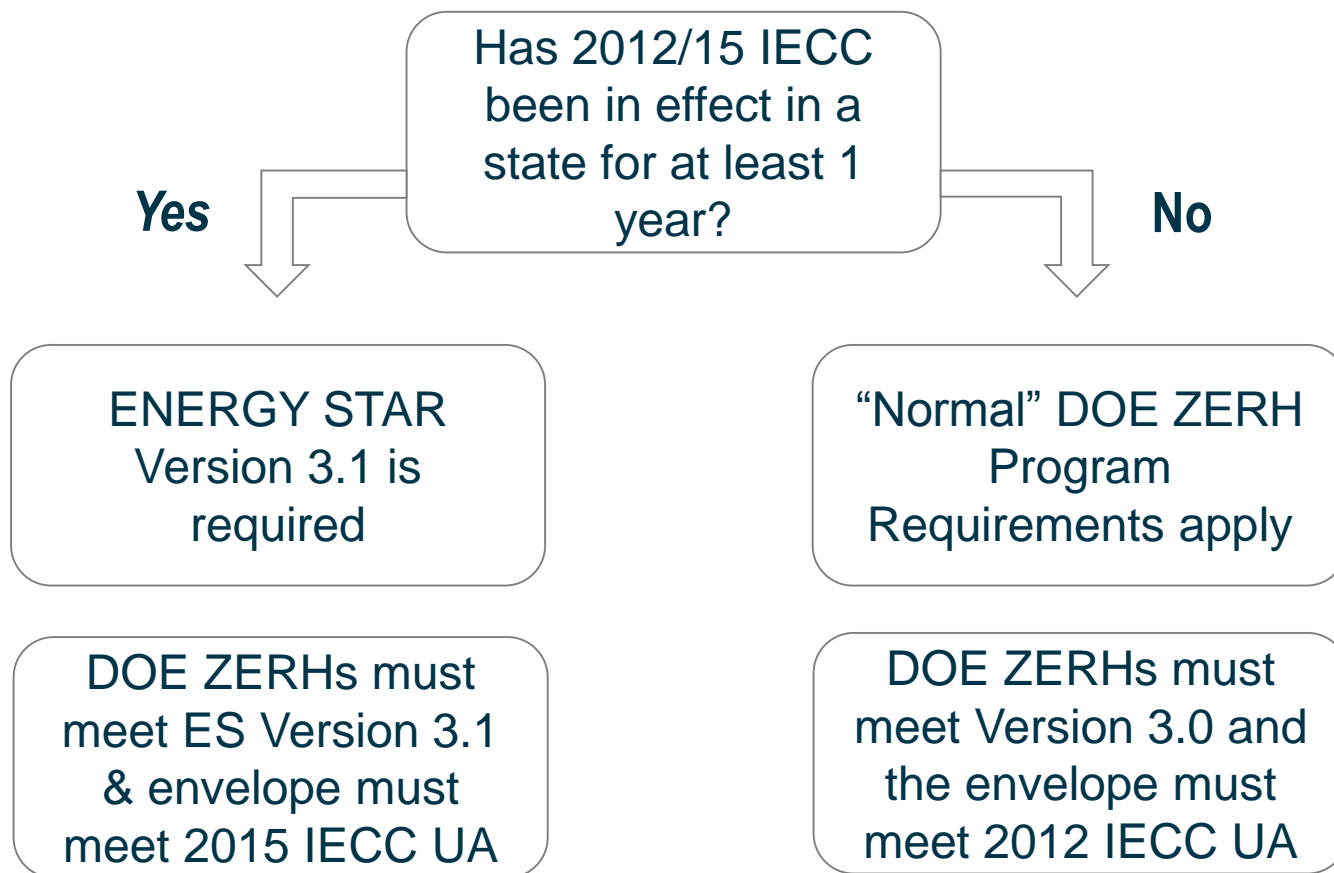 Has 2012/15 IECC
been in effect in a
state for at least 1
year?
Yes
No
ENERGY STAR
Version 3.1 is
required
“Normal” DOE ZERH
Program
Requirements apply
DOE ZERHs must
meet ES Version 3.1
& envelope must
meet 2015 IECC UA
DOE ZERHs must
meet Version 3.0 and
the envelope must
meet 2012 IECC UA